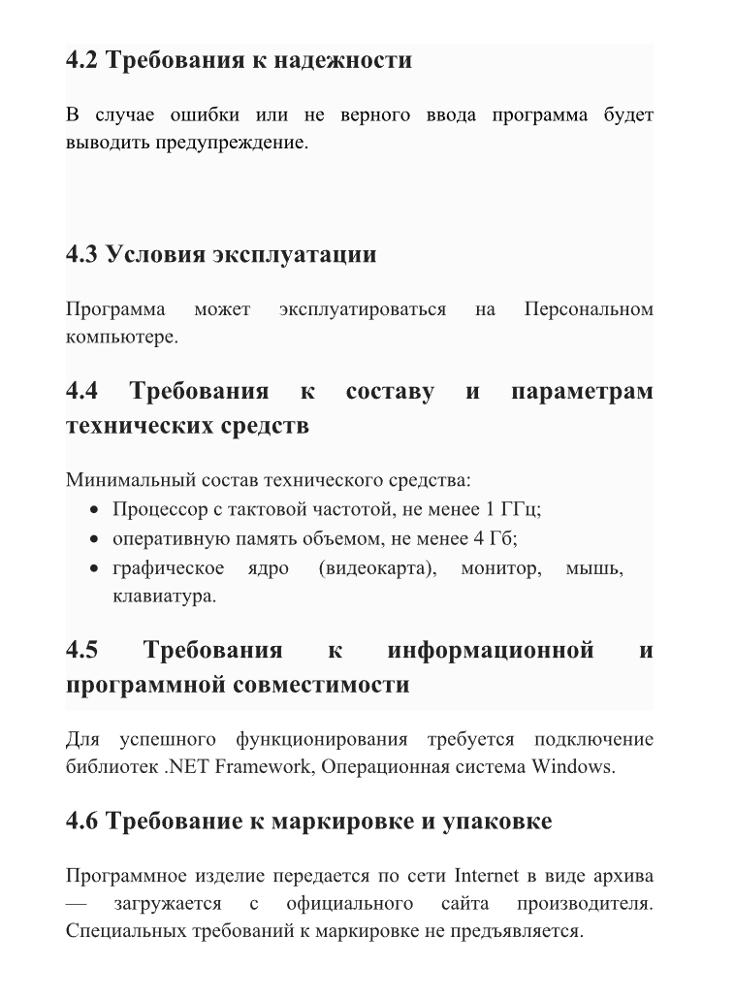 4.2 Требования к надежности
В случае ошибки или не верного ввода программа будет
выводить предупреждение.
4.3 Условия эксплуатации
Программа может эксплуатироваться на Персональном
компьютере.
4.4 Требования к составу и параметрам
технических средств
Минимальный состав технического средства:
• Процессор с тактовой частотой, не менее 1 ГГц;
• оперативную память объемом, не менее 4 Гб;
• графическое ядро (видеокарта), монитор, мышь,
клавиатура.
4.5 Требования к информационной и
программной совместимости
Для успешного функционирования требуется подключение
библиотек .NET Framework, Операционная система Windows.
4.6 Требование к маркировке и упаковке
Программное изделие передается по сети Internet в виде архива
— загружается с официального сайта производителя.
Специальных требований к маркировке не предъявляется.